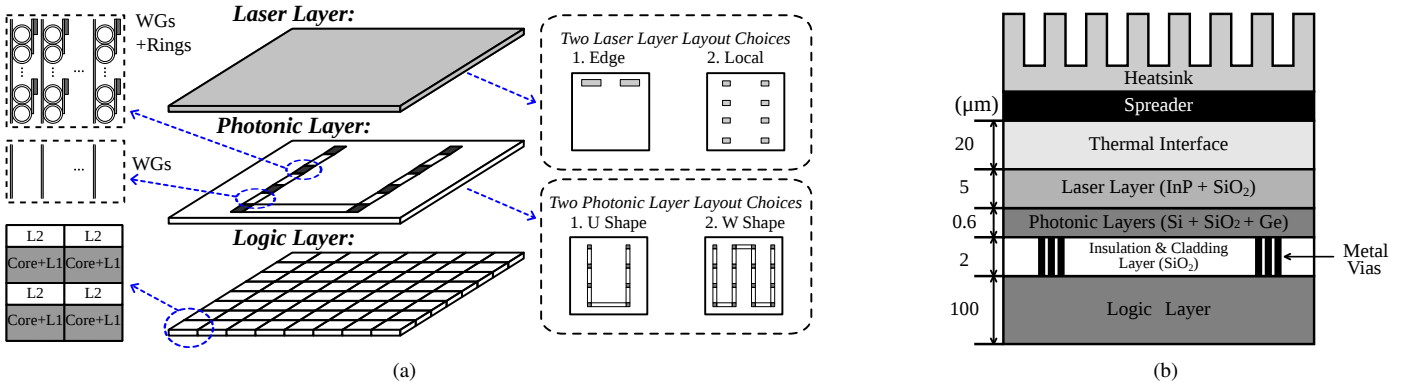 WGs
+Rings
...
WGs
...
L2 L2
Core+L1 Core+L1
L2 L2
Core+L1 Core+L1
Laser Layer:
Photonic Layer:
Logic Layer:
Two Laser Layer Layout Choices
1. Edge 2. Local
Two Photonic Layer Layout Choices
1. U Shape 2. W Shape
(a)
Heatsink
(μm) Spreader
20 Thermal Interface
5 Laser Layer (InP + SiO₂)
0.6 Photonic Layers (Si + SiO₂ + Ge)
2 Insulation & Cladding
Layer (SiO₂)
Metal
Vias
100 Logic Layer
(b)